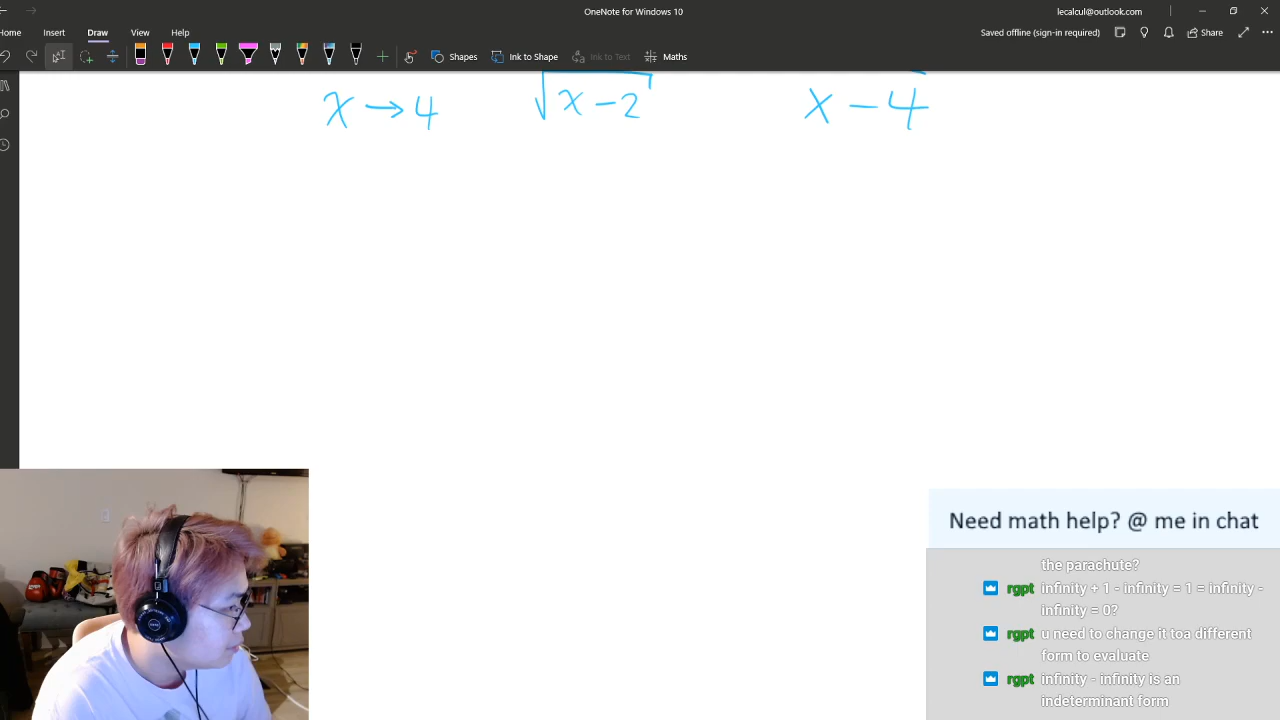 OneNote for Windows 10
lecalcul@outlook.com
Home Insert Draw View Help
Saved offline (sign-in required) Share
Shapes Ink to Shape Ink to Text Maths
x → 4 √x - 2 x - 4
Need math help? @ me in chat
the parachute?
rgpt infinity + 1 - infinity = 1 = infinity -
infinity = 0?
rgpt u need to change it toa different
form to evaluate
rgpt infinity - infinity is an
indeterminant form